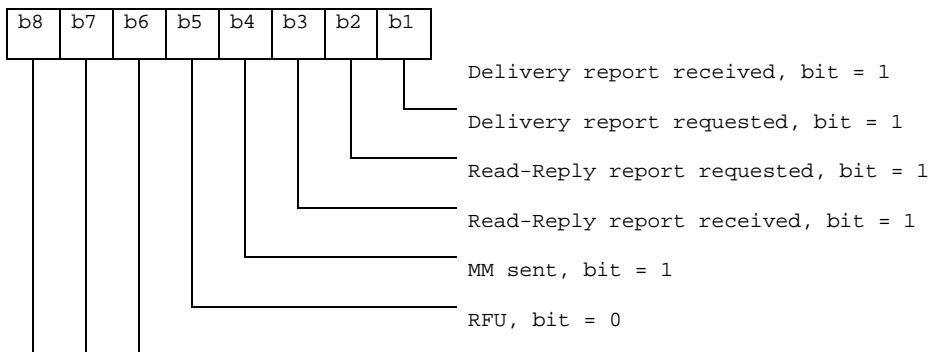 b8 b7 b6 b5 b4 b3 b2 b1
Delivery report received, bit = 1
Delivery report requested, bit = 1
Read-Reply report requested, bit = 1
Read-Reply report received, bit = 1
MM sent, bit = 1
RFU, bit = 0